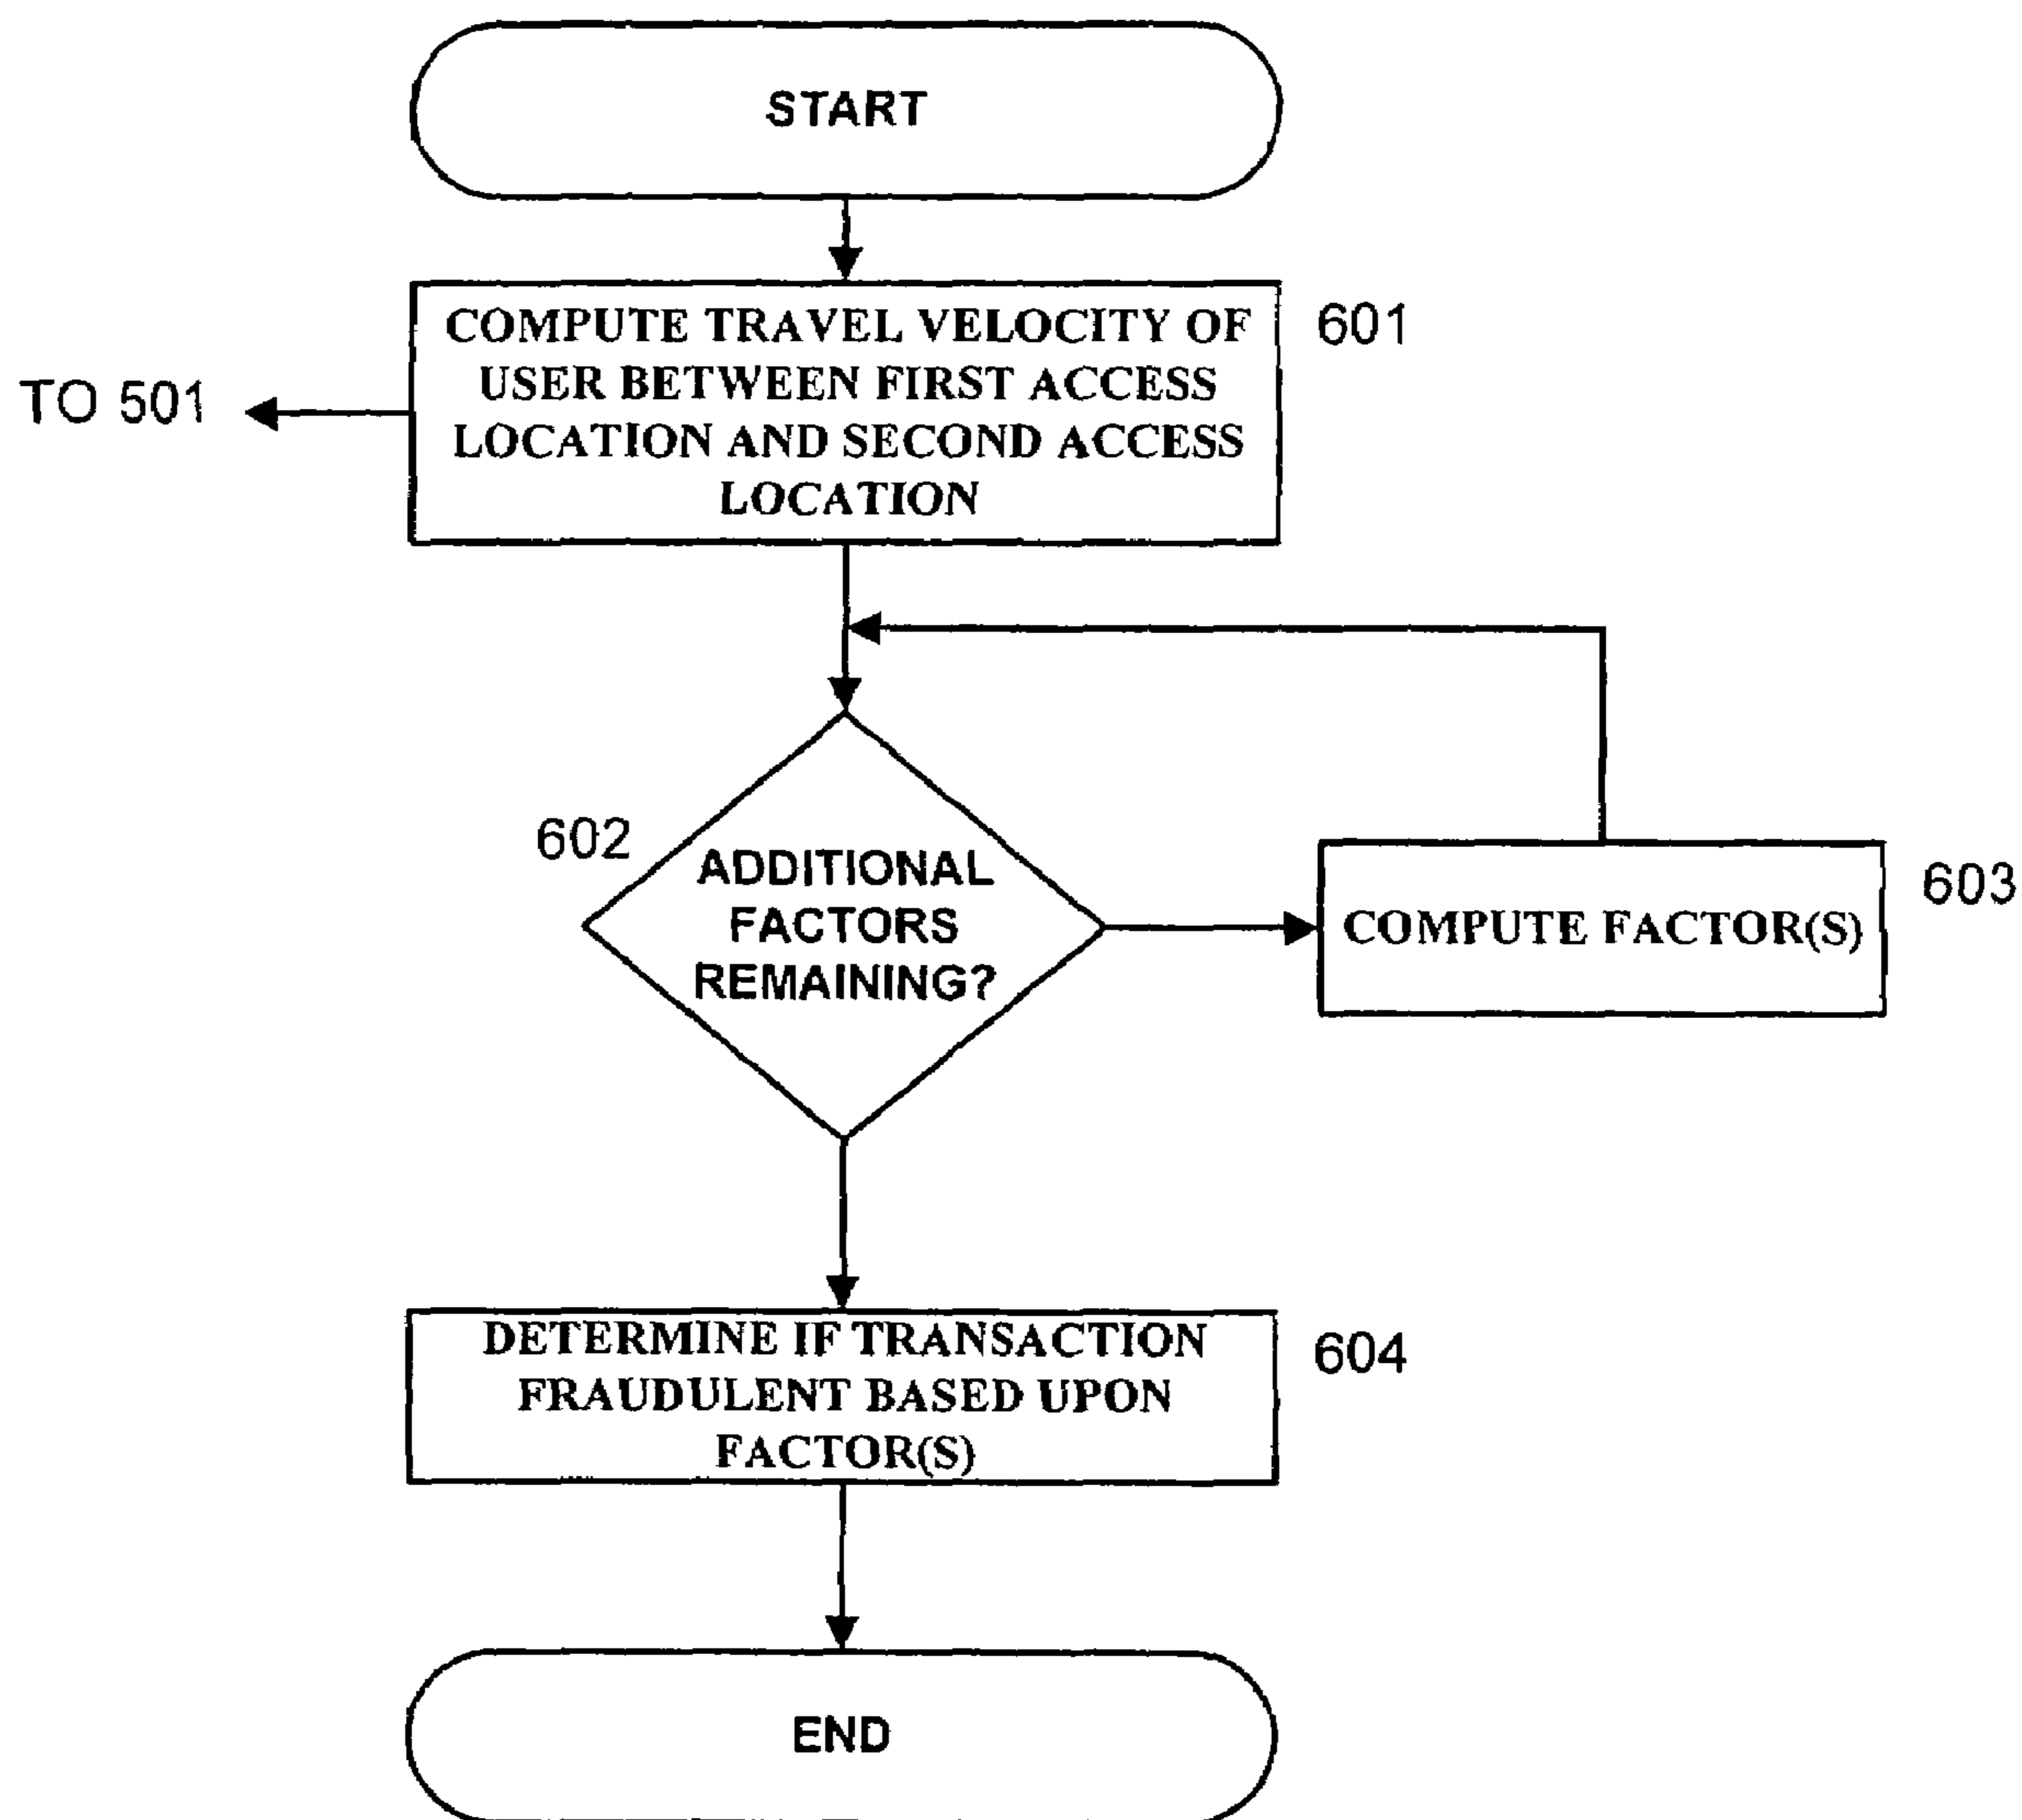 START
COMPUTE TRAVEL VELOCITY OF
USER BETWEEN FIRST ACCESS
LOCATION AND SECOND ACCESS
LOCATION
601
TO 501
602
ADDITIONAL
FACTORS
REMAINING?
COMPUTE FACTOR(S)
603
DETERMINE IF TRANSACTION
FRAUDULENT BASED UPON
FACTOR(S)
604
END